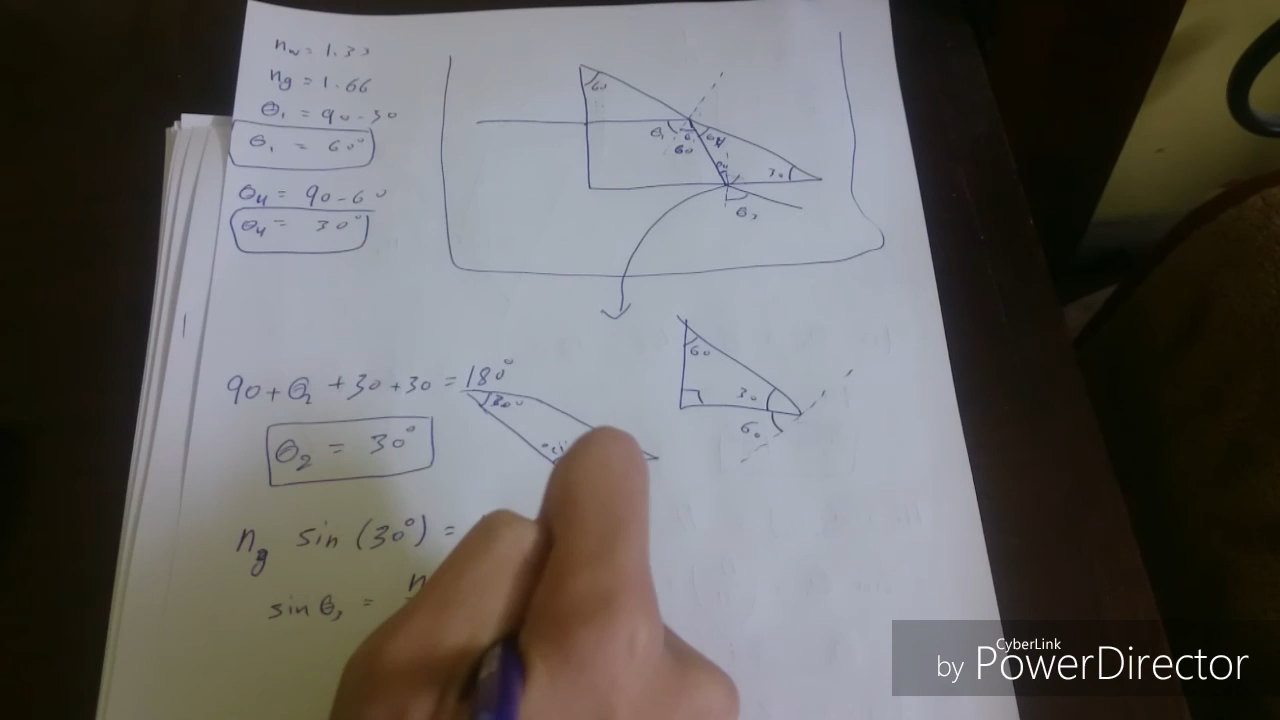 n_w = 1.33
n_g = 1.66
θ₁ = 90 - 30
θ₁ = 60°
θ₄ = 90 - 60
θ₄ = 30°
60
θ₁
60
30
θ₃
90 + θ₂ + 30 + 30 = 180°
θ₂ = 30°
30°
60
30
60
n_g sin (30°) =
sin θ₃ = n
CyberLink
by PowerDirector